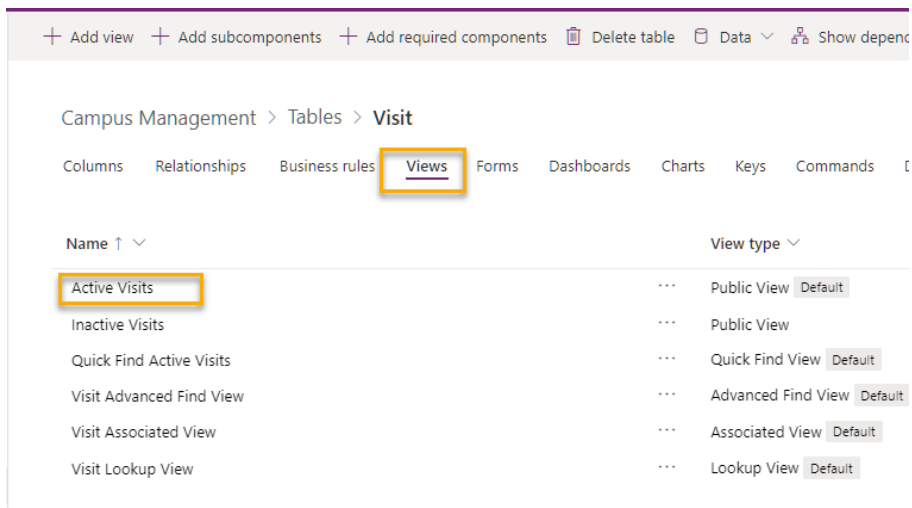 Add view Add subcomponents Add required components Delete table Data Show depen
Campus Management > Tables > Visit
Columns Relationships Business rules Views Forms Dashboards Charts Keys Commands
Name ↑ View type
Active Visits ··· Public View Default
Inactive Visits ··· Public View
Quick Find Active Visits ··· Quick Find View Default
Visit Advanced Find View ··· Advanced Find View Default
Visit Associated View ··· Associated View Default
Visit Lookup View ··· Lookup View Default